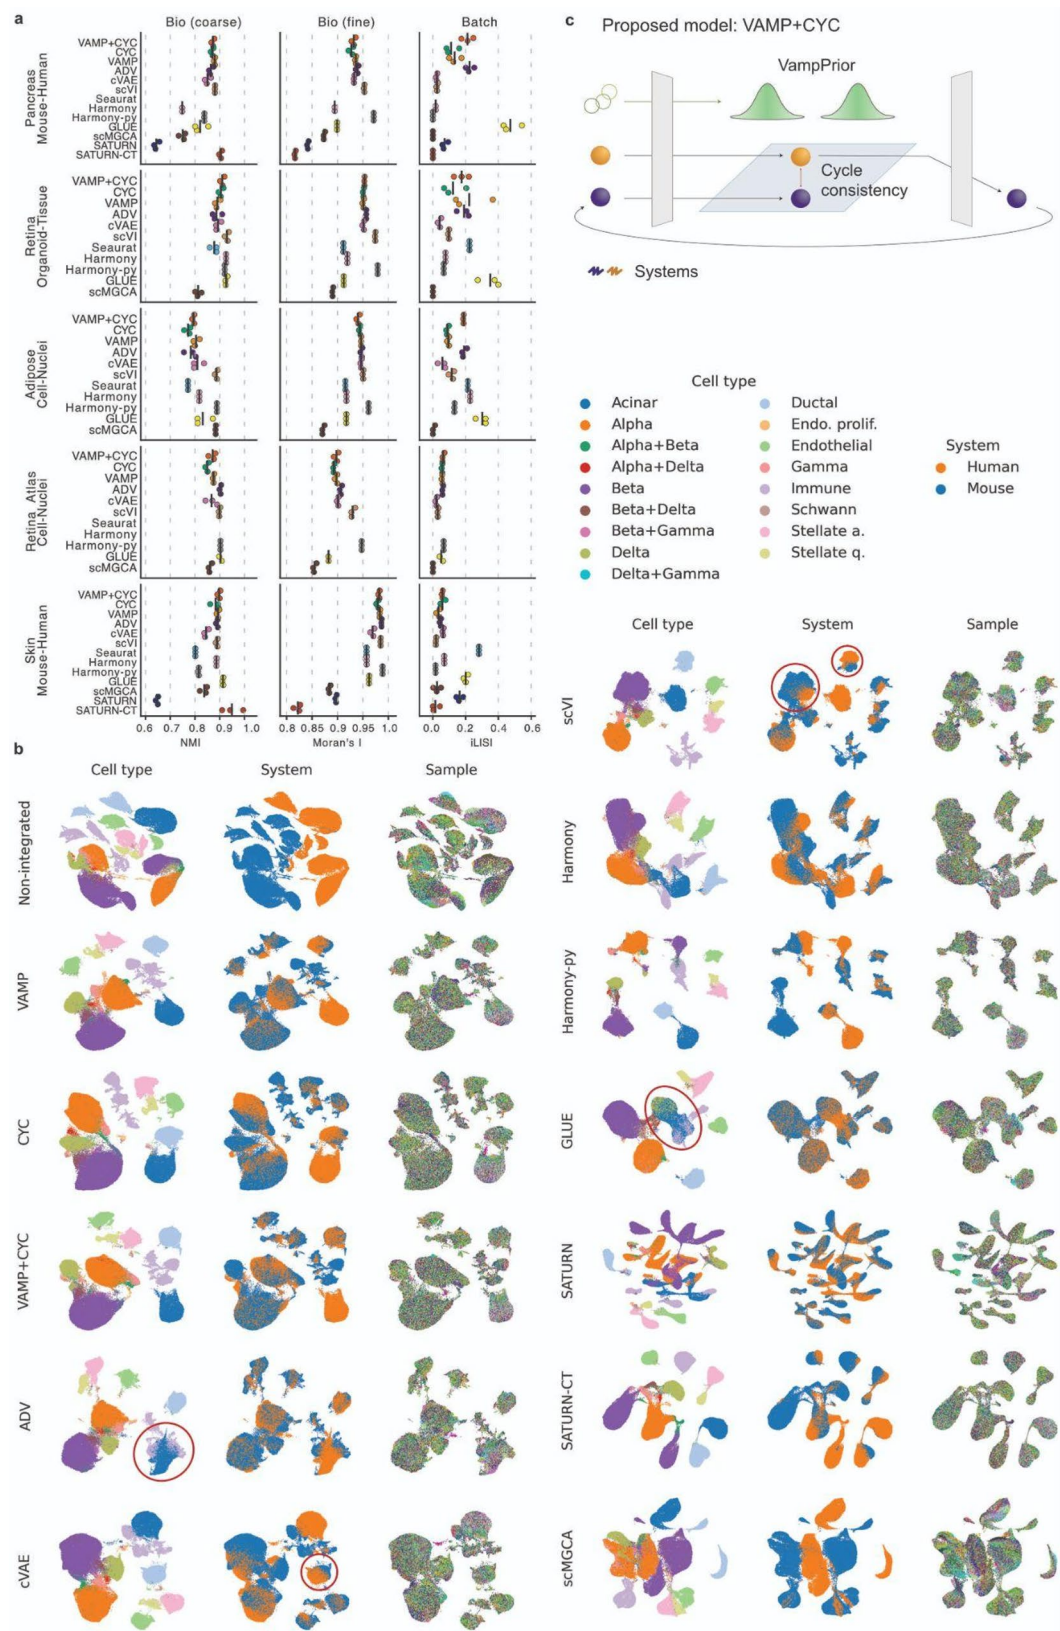 a
Bio (coarse) Bio (fine) Batch
Pancreas
Mouse-Human
VAMP+CYC
CYC
VAMP
ADV
cVAE
scVI
Seaurat
Harmony
Harmony-py
GLUE
scMGCA
SATURN
SATURN-CT
Retina
Organoid-Tissue
VAMP+CYC
CYC
VAMP
ADV
cVAE
scVI
Seaurat
Harmony
Harmony-py
GLUE
scMGCA
Adipose
Cell-Nuclei
VAMP+CYC
CYC
VAMP
ADV
cVAE
scVI
Seaurat
Harmony
Harmony-py
GLUE
scMGCA
Retina Atlas
Cell-Nuclei
VAMP+CYC
CYC
VAMP
ADV
cVAE
scVI
Seaurat
Harmony
Harmony-py
GLUE
scMGCA
Skin
Mouse-Human
VAMP+CYC
CYC
VAMP
ADV
cVAE
scVI
Seaurat
Harmony
Harmony-py
GLUE
scMGCA
SATURN
SATURN-CT
0.6 0.7 0.8 0.9 1.0 0.8 0.85 0.9 0.95 1.0 0.0 0.2 0.4 0.6
NMI Moran's I iLISI
c Proposed model: VAMP+CYC
VampPrior
Cycle
consistency
Systems
Cell type
Acinar
Alpha
Alpha+Beta
Alpha+Delta
Beta
Beta+Delta
Beta+Gamma
Delta
Delta+Gamma
Ductal
Endo. prolif.
Endothelial
Gamma
Immune
Schwann
Stellate a.
Stellate q.
System
Human
Mouse
b
Cell type System Sample
Non-integrated
VAMP
CYC
VAMP+CYC
ADV
cVAE
Cell type System Sample
scVI
Harmony
Harmony-py
GLUE
SATURN
SATURN-CT
scMGCA